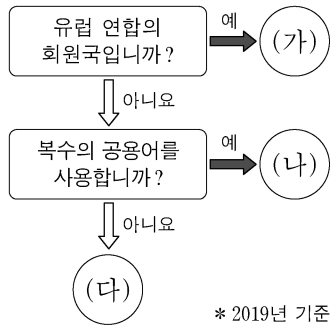 유럽 연합의
회원국입니까?
예
(가)
아니요
복수의 공용어를
사용합니까?
예
(나)
아니요
(다)
* 2019년 기준